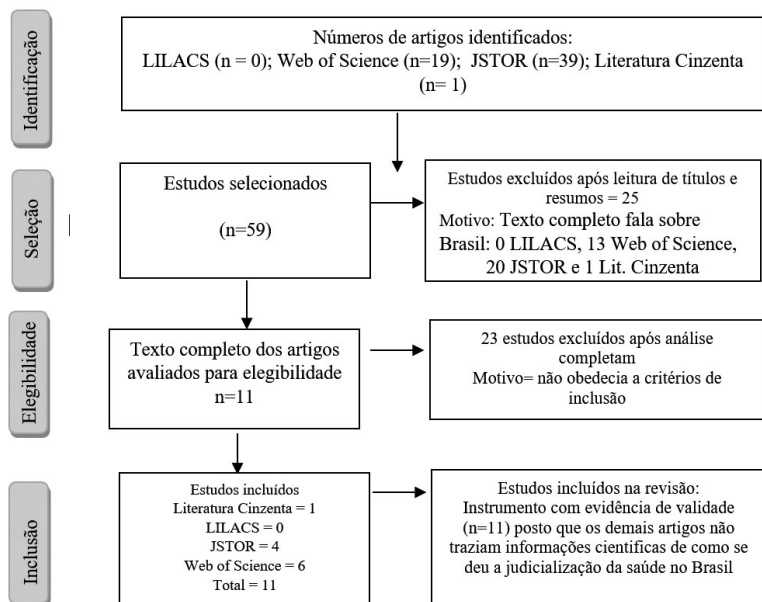 Identificação
Números de artigos identificados:
LILACS (n = 0); Web of Science (n=19); JSTOR (n=39); Literatura Cinzenta
(n= 1)
Seleção
Estudos selecionados
(n=59)
Estudos excluídos após leitura de títulos e
resumos = 25
Motivo: Texto completo fala sobre
Brasil: 0 LILACS, 13 Web of Science,
20 JSTOR e 1 Lit. Cinzenta
Elegibilidade
Texto completo dos artigos
avaliados para elegibilidade
n=11
23 estudos excluídos após análise
completam
Motivo= não obedecia a critérios de
inclusão
Inclusão
Estudos incluídos
Literatura Cinzenta = 1
LILACS = 0
JSTOR = 4
Web of Science = 6
Total = 11
Estudos incluídos na revisão:
Instrumento com evidência de validade
(n=11) posto que os demais artigos não
traziam informações cientificas de como se
deu a judicialização da saúde no Brasil